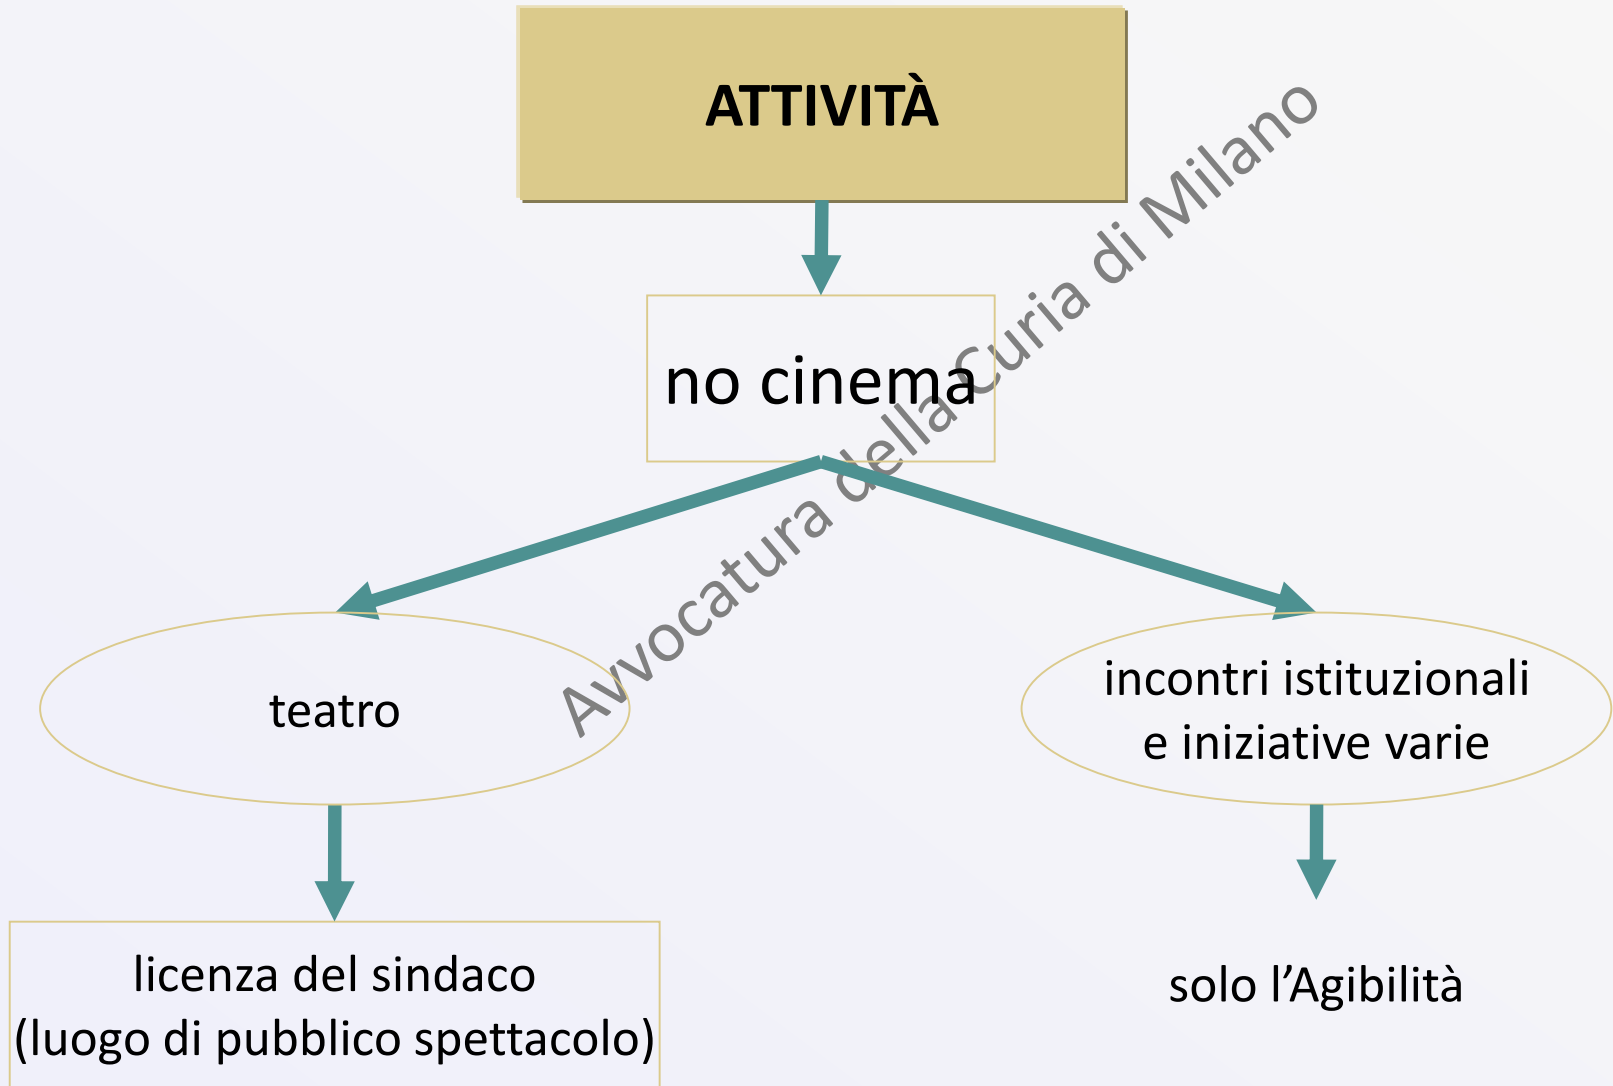 ATTIVITÀ
no cinema
Avvocatura della Curia di Milano
teatro
incontri istituzionali
e iniziative varie
licenza del sindaco
(luogo di pubblico spettacolo)
solo l’Agibilità